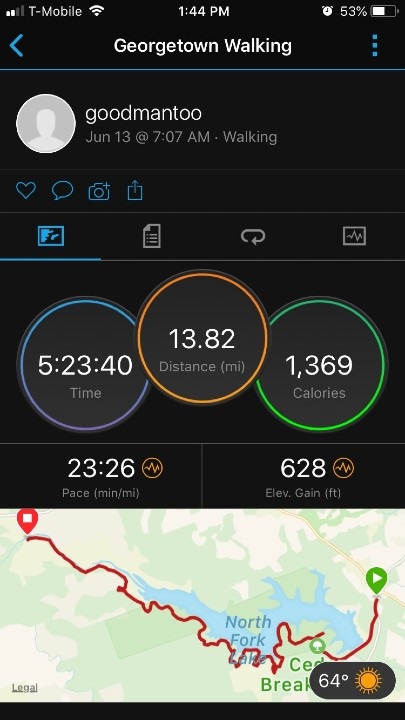 T-Mobile 1:44 PM 53%
Georgetown Walking
goodmantoo
Jun 13 @ 7:07 AM · Walking
13.82
Distance (mi)
5:23:40
Time
1,369
Calories
23:26
Pace (min/mi)
628
Elev. Gain (ft)
North
Fork
Lake
Ced
Break
64°
Legal